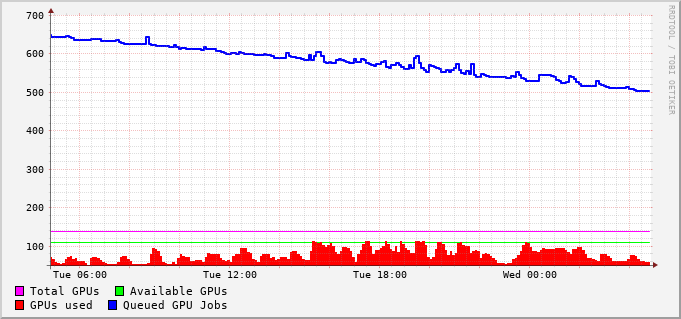 700
600
500
400
300
200
100
Tue 06:00 Tue 12:00 Tue 18:00 Wed 00:00
Total GPUs Available GPUs
GPUs used Queued GPU Jobs
RRDTOOL / TOBI OETIKER